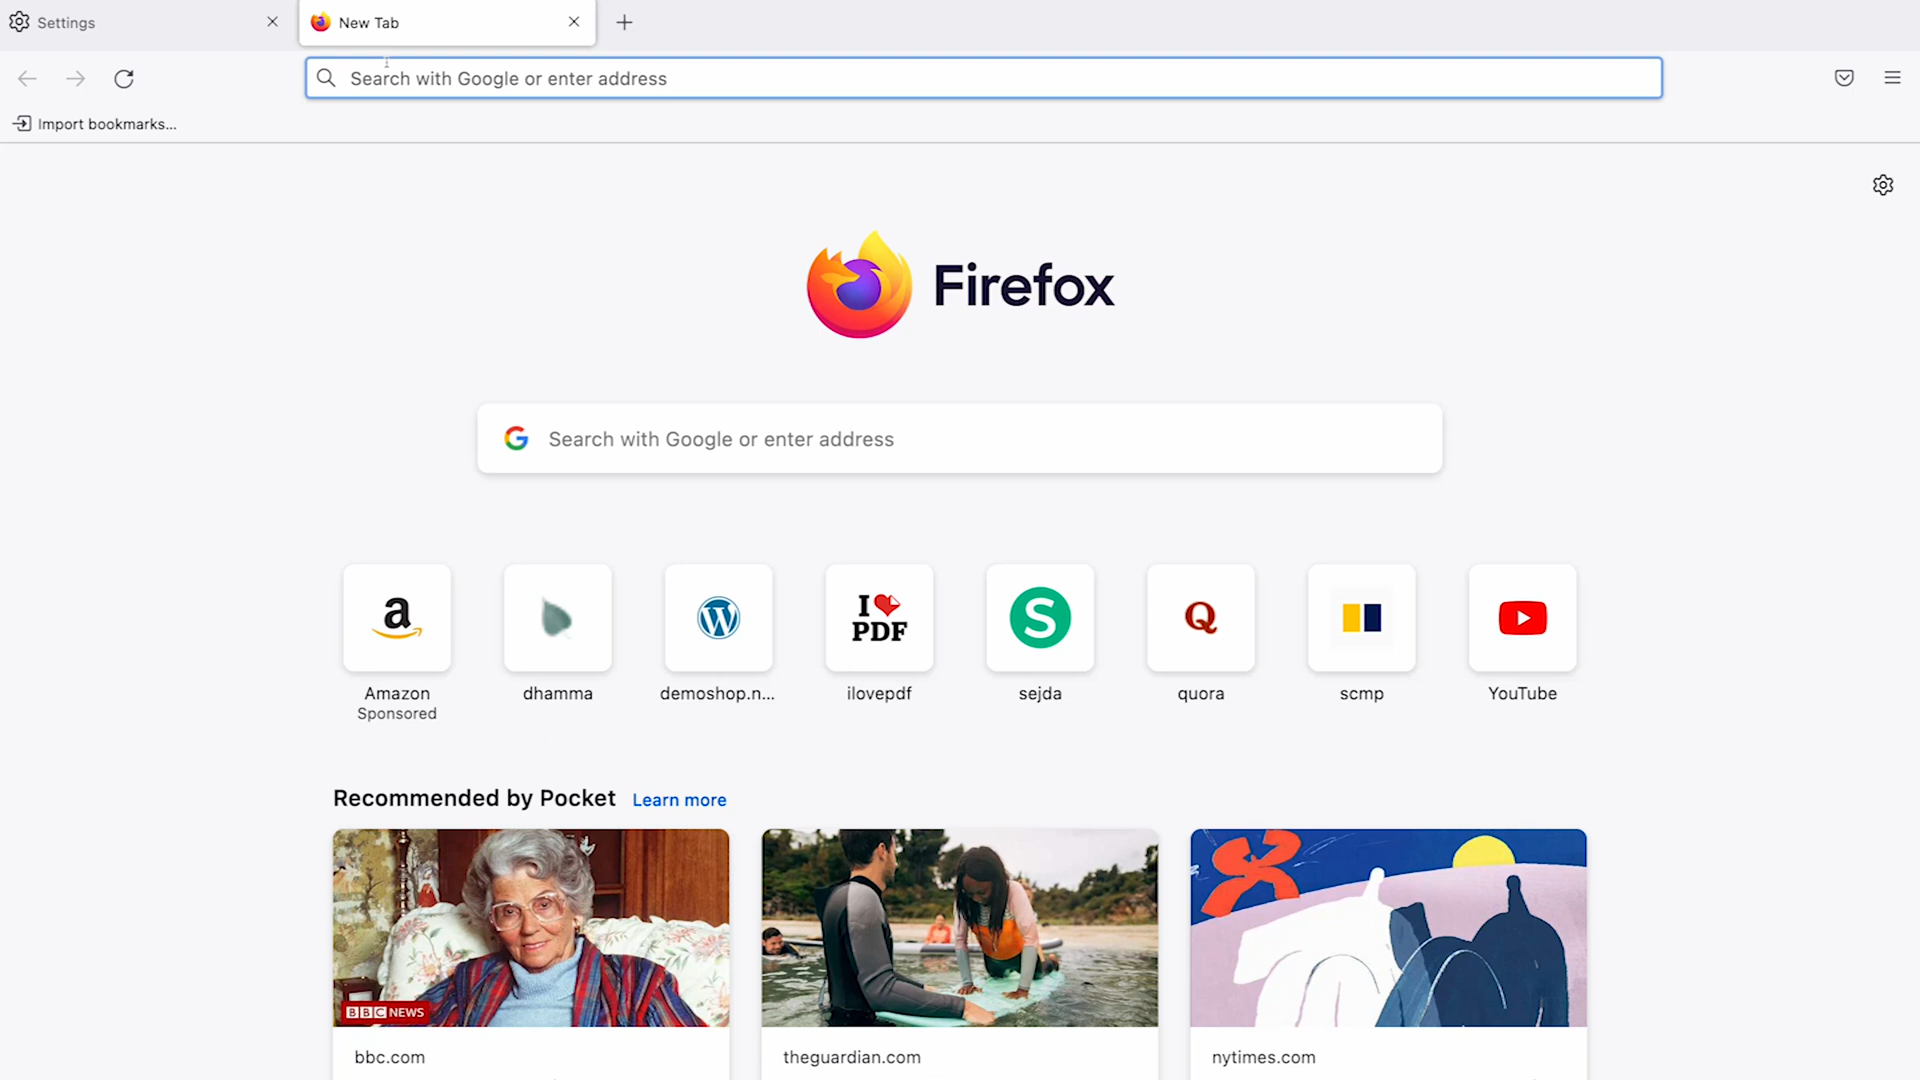 Settings
New Tab
Search with Google or enter address
Import bookmarks...
Firefox
Search with Google or enter address
a
I PDF
S
Q
Amazon
Sponsored
dhamma
demoshop.n...
ilovepdf
sejda
quora
scmp
YouTube
Recommended by Pocket Learn more
BBC NEWS
bbc.com
theguardian.com
nytimes.com